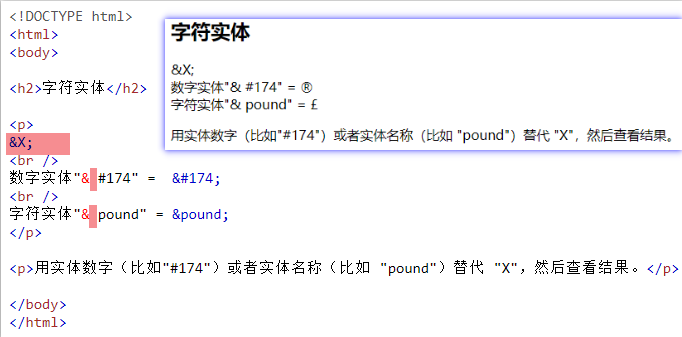 <!DOCTYPE html>
<html>
<body>
<h2>字符实体</h2>
<p>
&X;
<br />
数字实体"& #174" =  &#174;
<br />
字符实体"& pound" = &pound;
</p>
<p>用实体数字（比如"#174"）或者实体名称（比如 "pound"）替代 "X"，然后查看结果。</p>
</body>
</html>
字符实体
&X;
数字实体"& #174" = ®
字符实体"& pound" = £
用实体数字（比如"#174"）或者实体名称（比如 "pound"）替代 "X"，然后查看结果。